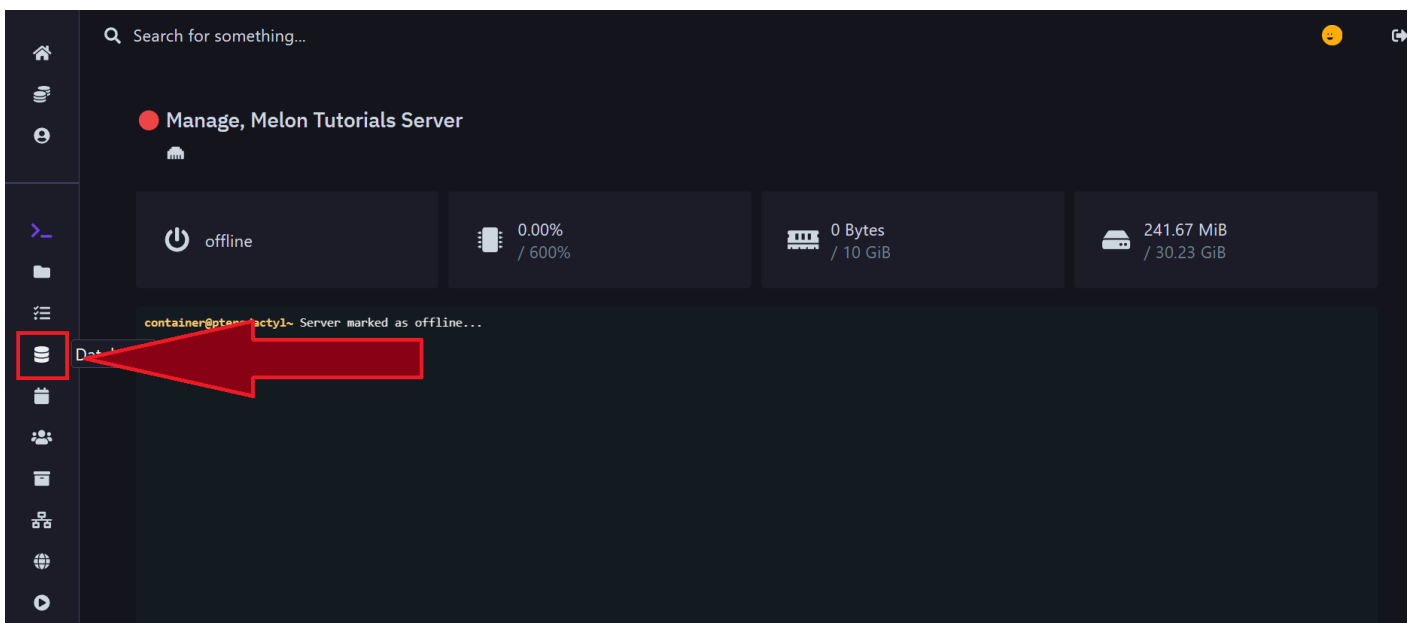 Search for something...
Manage, Melon Tutorials Server
offline
0.00%
/ 600%
0 Bytes
/ 10 GiB
241.67 MiB
/ 30.23 GiB
Server marked as offline...